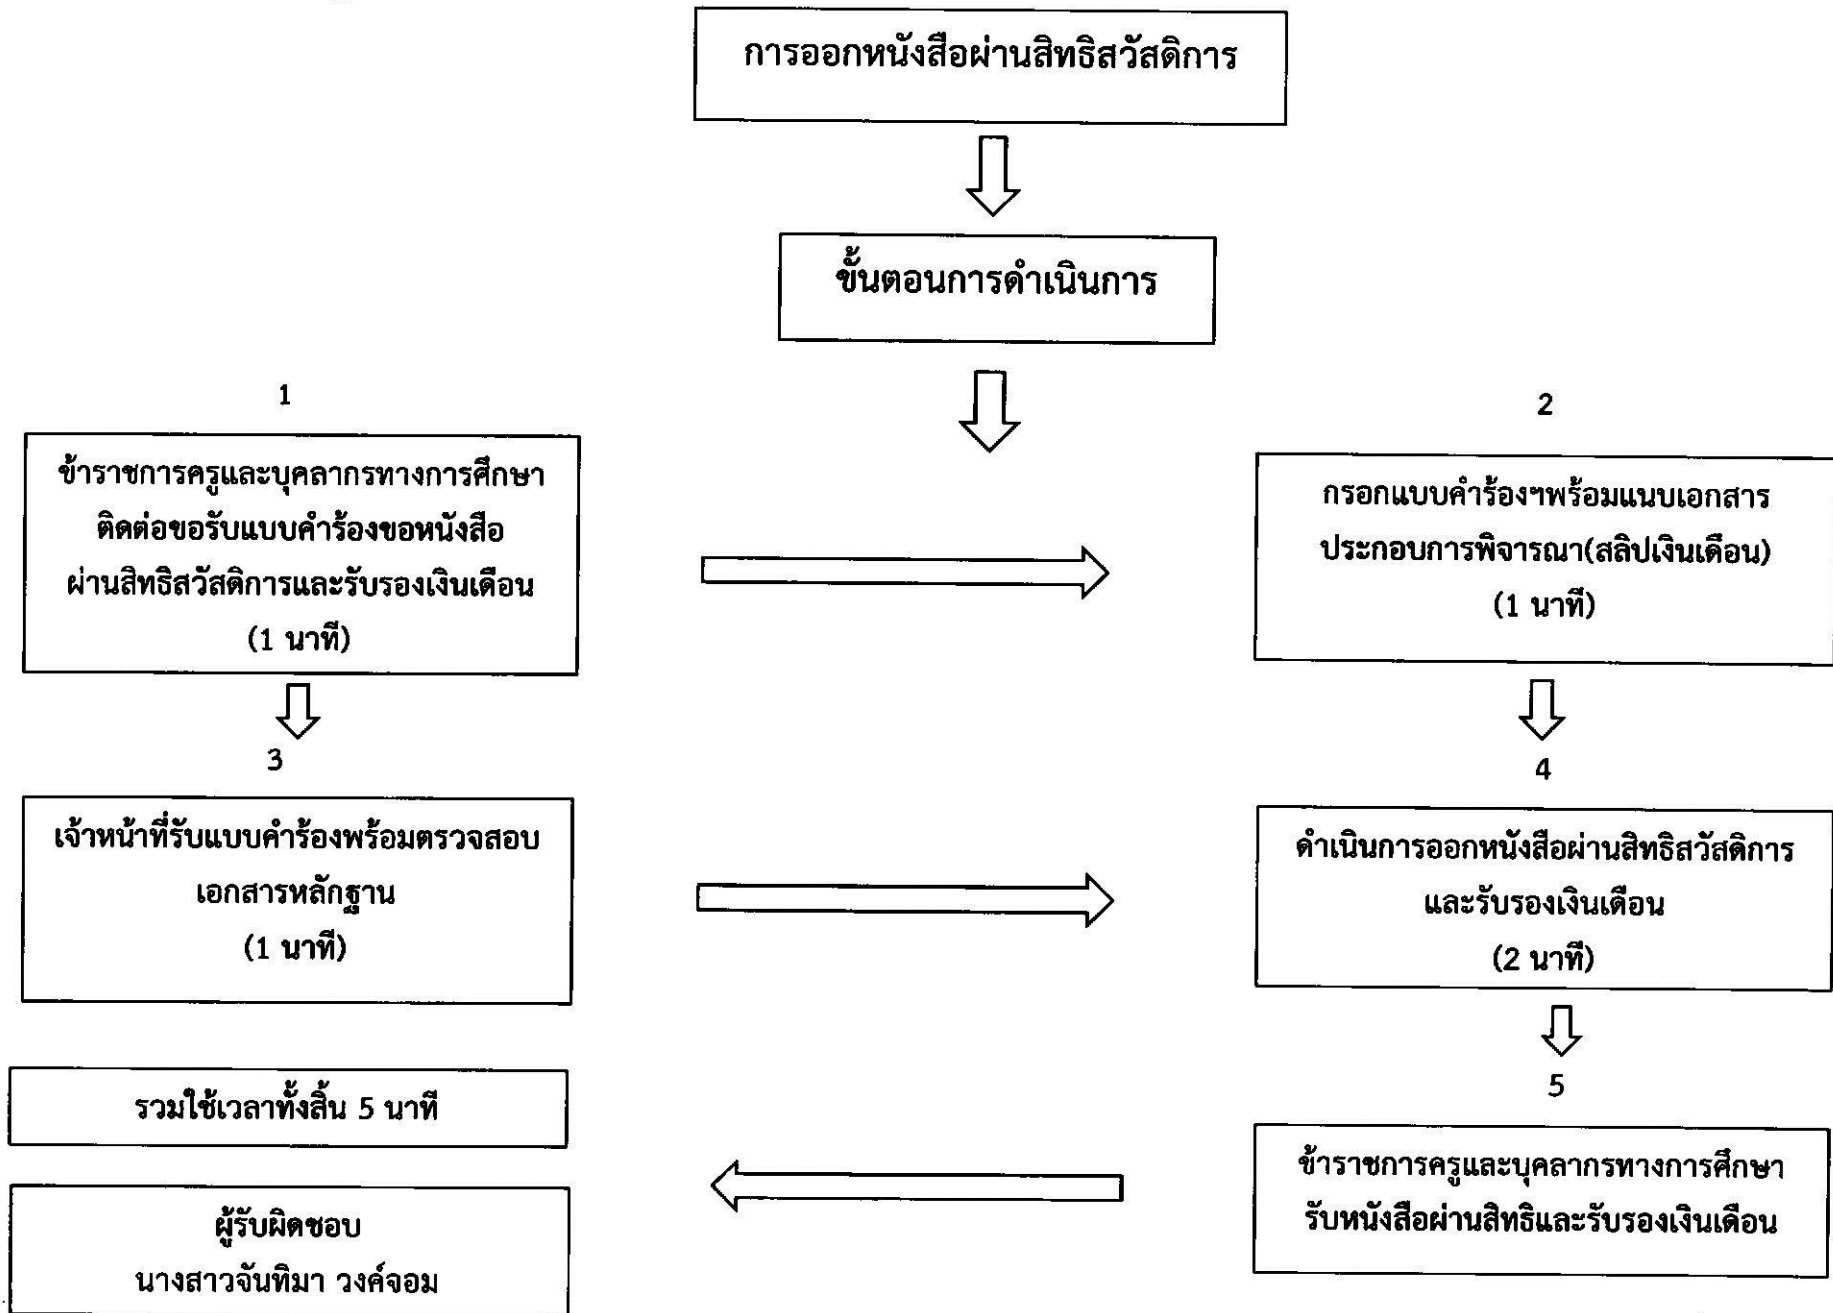 การออกหนังสือผ่านสิทธิสวัสดิการ
ขั้นตอนการดำเนินการ
1
ข้าราชการครูและบุคลากรทางการศึกษา
ติดต่อขอรับแบบคำร้องขอหนังสือ
ผ่านสิทธิสวัสดิการและรับรองเงินเดือน
(1 นาที)
2
กรอกแบบคำร้องฯพร้อมแนบเอกสาร
ประกอบการพิจารณา(สลิปเงินเดือน)
(1 นาที)
3
เจ้าหน้าที่รับแบบคำร้องพร้อมตรวจสอบ
เอกสารหลักฐาน
(1 นาที)
4
ดำเนินการออกหนังสือผ่านสิทธิสวัสดิการ
และรับรองเงินเดือน
(2 นาที)
5
ข้าราชการครูและบุคลากรทางการศึกษา
รับหนังสือผ่านสิทธิและรับรองเงินเดือน
รวมใช้เวลาทั้งสิ้น 5 นาที
ผู้รับผิดชอบ
นางสาวจันทิมา วงค์จอม